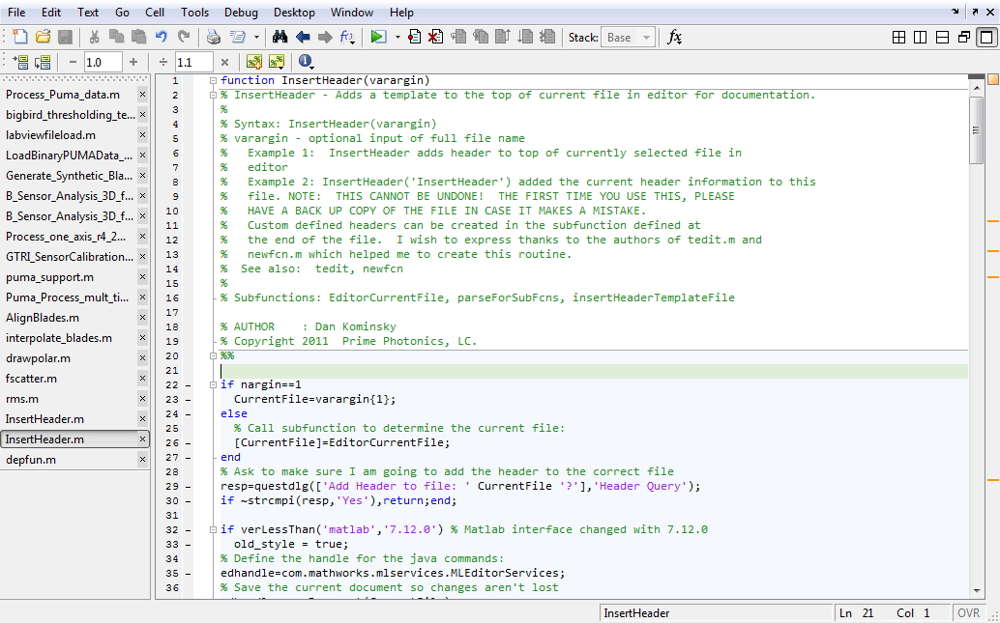 File Edit Text Go Cell Tools Debug Desktop Window Help
Stack: Base fx
1.0 1.1
Process_Puma_data.m
bigbird_thresholding_te...
labviewfileload.m
LoadBinaryPUMAData_...
Generate_Synthetic_Bla...
B_Sensor_Analysis_3D_f...
B_Sensor_Analysis_3D_f...
Process_one_axis_r4_2...
GTRI_SensorCalibration...
puma_support.m
Puma_Process_mult_ti...
AlignBlades.m
interpolate_blades.m
drawpolar.m
fscatter.m
rms.m
InsertHeader.m
InsertHeader.m
depfun.m
1 function InsertHeader(varargin)
2 % InsertHeader - Adds a template to the top of current file in editor for documentation.
3 %
4 % Syntax: InsertHeader(varargin)
5 % varargin - optional input of full file name
6 %   Example 1:  InsertHeader adds header to top of currently selected file in
7 %   editor
8 %   Example 2: InsertHeader('InsertHeader') added the current header information to this
9 %   file. NOTE:  THIS CANNOT BE UNDONE!  THE FIRST TIME YOU USE THIS, PLEASE
10 %   HAVE A BACK UP COPY OF THE FILE IN CASE IT MAKES A MISTAKE.
11 %   Custom defined headers can be created in the subfunction defined at
12 %   the end of the file.  I wish to express thanks to the authors of tedit.m and
13 %   newfcn.m which helped me to create this routine.
14 %  See also:  tedit, newfcn
15 %
16 % Subfunctions: EditorCurrentFile, parseForSubFcns, insertHeaderTemplateFile
17
18 % AUTHOR    : Dan Kominsky
19 % Copyright 2011  Prime Photonics, LC.
20 %%
21
22 – if nargin==1
23 –   CurrentFile=varargin{1};
24 – else
25   % Call subfunction to determine the current file:
26 –   [CurrentFile]=EditorCurrentFile;
27 – end
28 % Ask to make sure I am going to add the header to the correct file
29 – resp=questdlg(['Add Header to file: ' CurrentFile '?'],'Header Query');
30 – if ~strcmpi(resp,'Yes'),return;end;
31
32 – if verLessThan('matlab','7.12.0') % Matlab interface changed with 7.12.0
33 –   old_style = true;
34 % Define the handle for the java commands:
35 – edhandle=com.mathworks.mlservices.MLEditorServices;
36 % Save the current document so changes aren't lost
InsertHeader Ln 21 Col 1 OVR